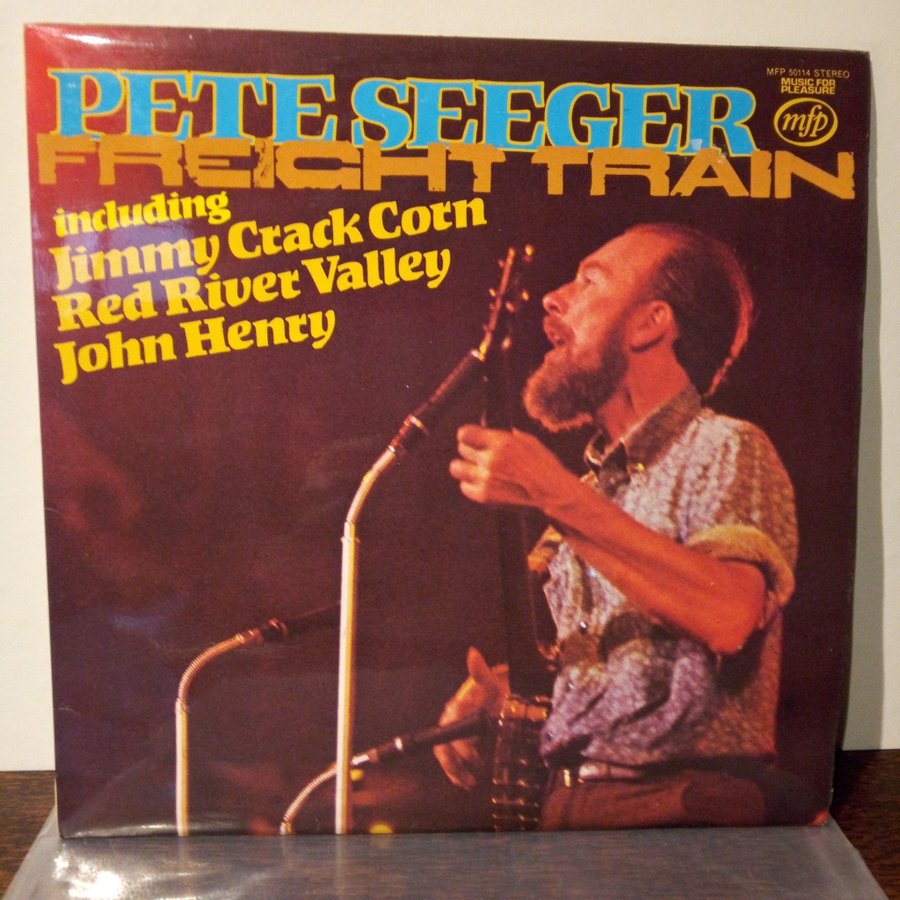 PETE SEEGER
FREIGHT TRAIN
including
Jimmy Crack Corn
Red River Valley
John Henry
MFP 50114 STEREO
MUSIC FOR
PLEASURE
mfp